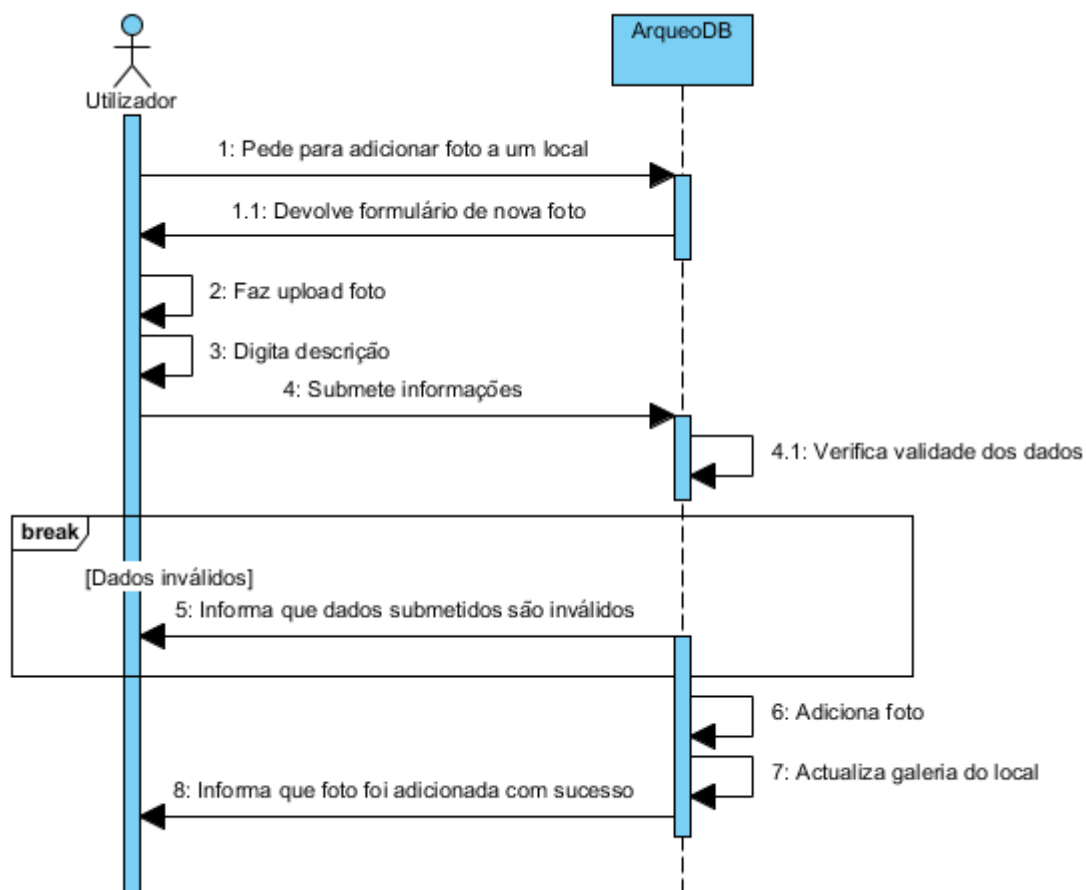 ArqueoDB
Utilizador
1: Pede para adicionar foto a um local
1.1: Devolve formulário de nova foto
2: Faz upload foto
3: Digita descrição
4: Submete informações
4.1: Verifica validade dos dados
break
[Dados inválidos]
5: Informa que dados submetidos são inválidos
6: Adiciona foto
7: Actualiza galeria do local
8: Informa que foto foi adicionada com sucesso